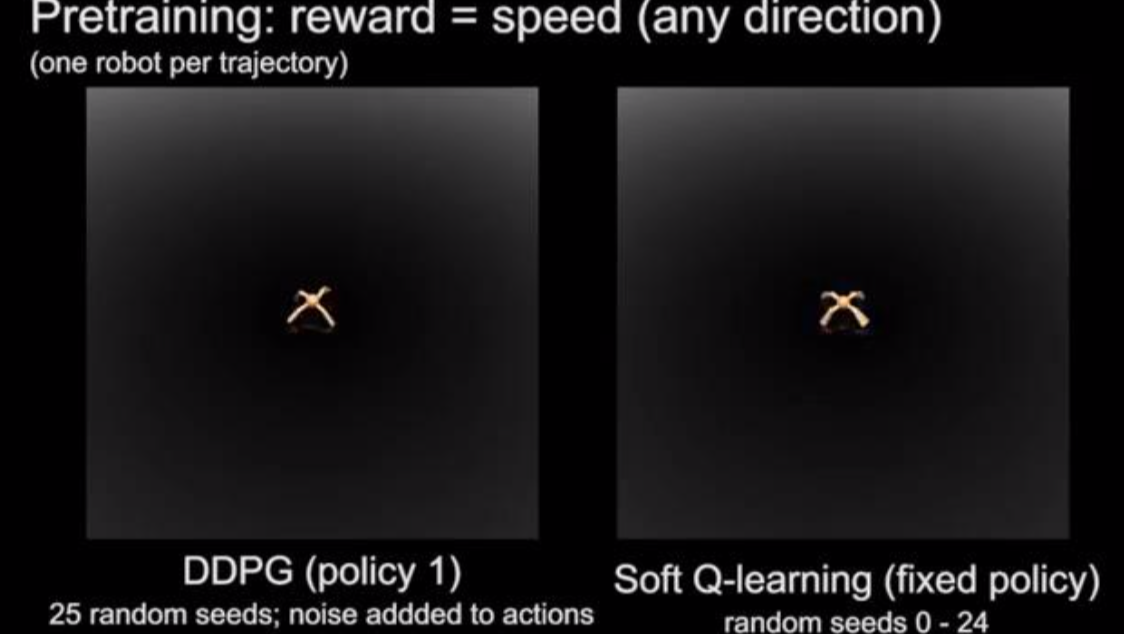 Pretraining: reward = speed (any direction)
(one robot per trajectory)
DDPG (policy 1)
25 random seeds; noise addded to actions
Soft Q-learning (fixed policy)
random seeds 0 - 24